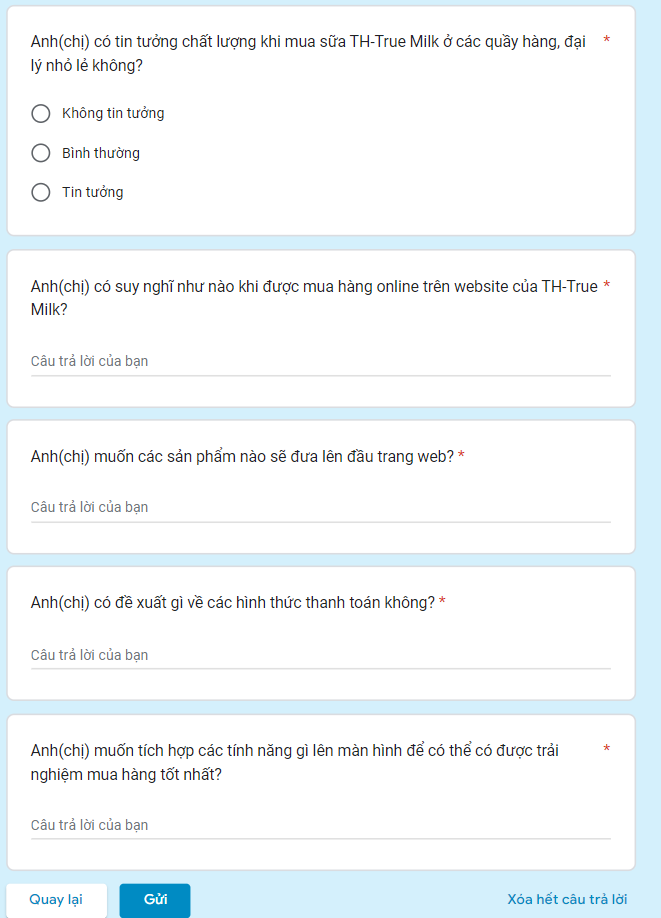 Anh(chị) có tin tưởng chất lượng khi mua sữa TH-True Milk ở các quầy hàng, đại *
lý nhỏ lẻ không?
Không tin tưởng
Bình thường
Tin tưởng
Anh(chị) có suy nghĩ như nào khi được mua hàng online trên website của TH-True *
Milk?
Câu trả lời của bạn
Anh(chị) muốn các sản phẩm nào sẽ đưa lên đầu trang web? *
Câu trả lời của bạn
Anh(chị) có đề xuất gì về các hình thức thanh toán không? *
Câu trả lời của bạn
Anh(chị) muốn tích hợp các tính năng gì lên màn hình để có thể có được trải *
nghiệm mua hàng tốt nhất?
Câu trả lời của bạn
Quay lại Gửi Xóa hết câu trả lời